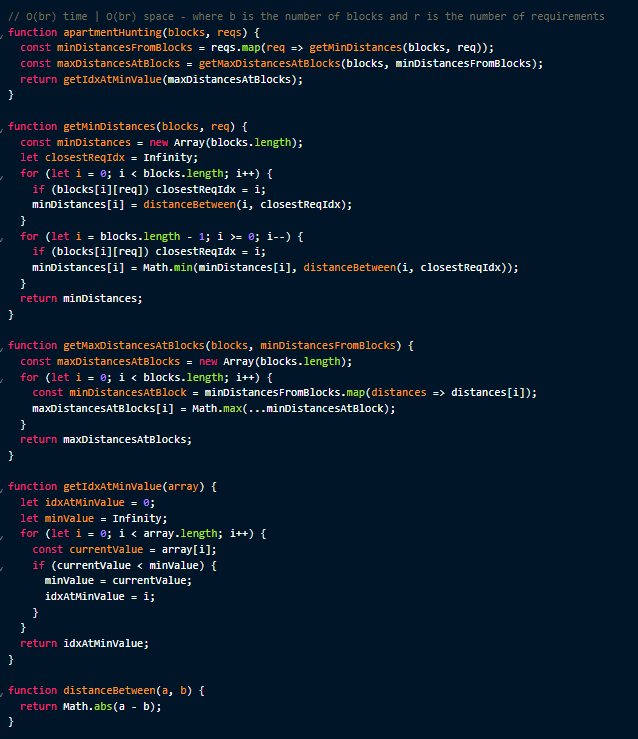 // O(br) time | O(br) space - where b is the number of blocks and r is the number of requirements
function apartmentHunting(blocks, reqs) {
  const minDistancesFromBlocks = reqs.map(req => getMinDistances(blocks, req));
  const maxDistancesAtBlocks = getMaxDistancesAtBlocks(blocks, minDistancesFromBlocks);
  return getIdxAtMinValue(maxDistancesAtBlocks);
}

function getMinDistances(blocks, req) {
  const minDistances = new Array(blocks.length);
  let closestReqIdx = Infinity;
  for (let i = 0; i < blocks.length; i++) {
    if (blocks[i][req]) closestReqIdx = i;
    minDistances[i] = distanceBetween(i, closestReqIdx);
  }
  for (let i = blocks.length - 1; i >= 0; i--) {
    if (blocks[i][req]) closestReqIdx = i;
    minDistances[i] = Math.min(minDistances[i], distanceBetween(i, closestReqIdx));
  }
  return minDistances;
}

function getMaxDistancesAtBlocks(blocks, minDistancesFromBlocks) {
  const maxDistancesAtBlocks = new Array(blocks.length);
  for (let i = 0; i < blocks.length; i++) {
    const minDistancesAtBlock = minDistancesFromBlocks.map(distances => distances[i]);
    maxDistancesAtBlocks[i] = Math.max(...minDistancesAtBlock);
  }
  return maxDistancesAtBlocks;
}

function getIdxAtMinValue(array) {
  let idxAtMinValue = 0;
  let minValue = Infinity;
  for (let i = 0; i < array.length; i++) {
    const currentValue = array[i];
    if (currentValue < minValue) {
      minValue = currentValue;
      idxAtMinValue = i;
    }
  }
  return idxAtMinValue;
}

function distanceBetween(a, b) {
  return Math.abs(a - b);
}